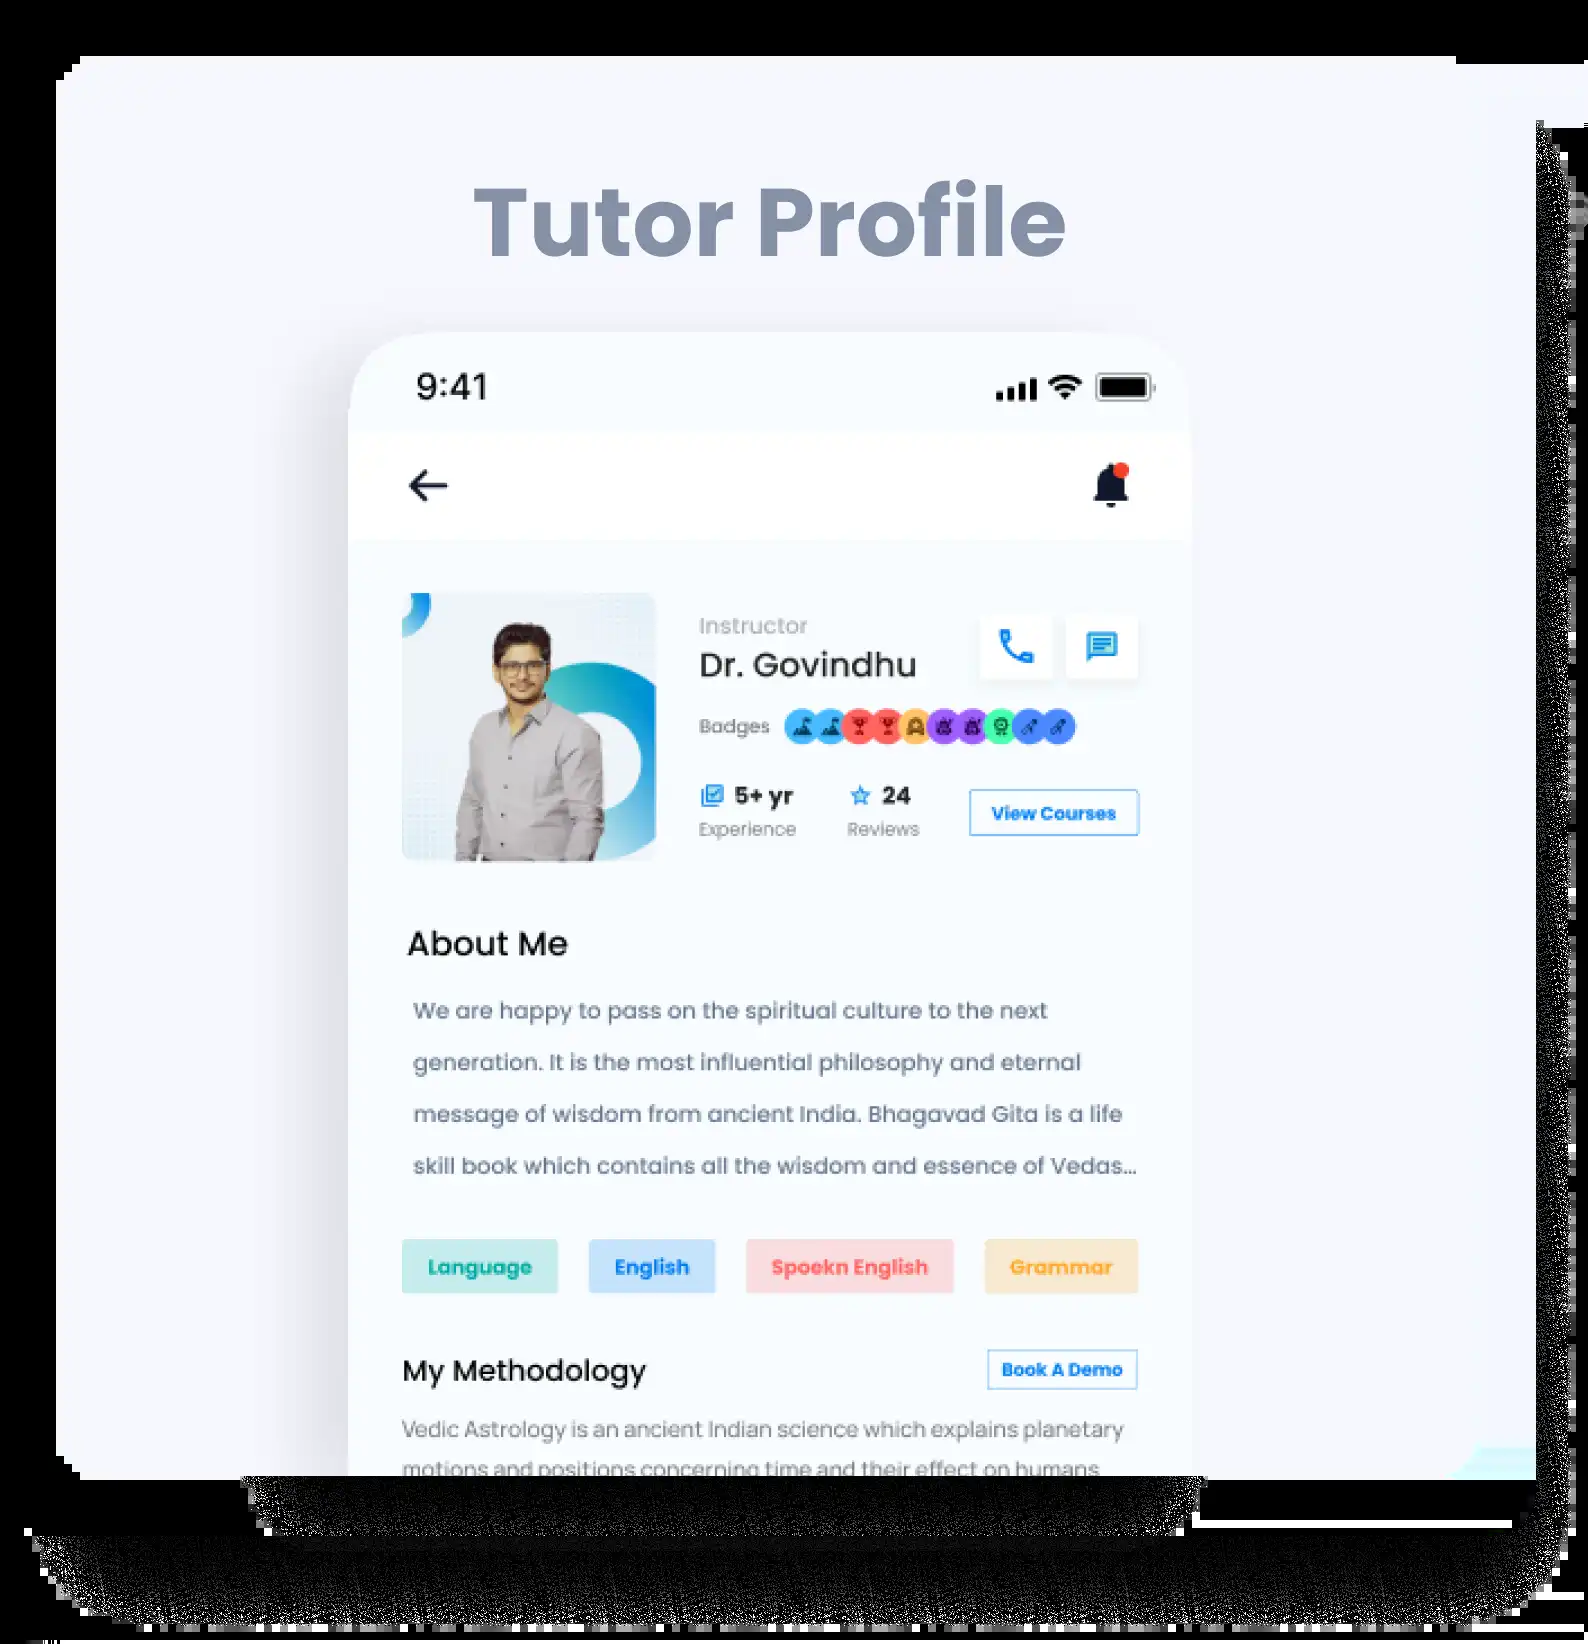 Tutor Profile
9:41
Instructor
Dr. Govindhu
Badges
5+ yr
Experience
24
Reviews
View Courses
About Me
We are happy to pass on the spiritual culture to the next
generation. It is the most influential philosophy and eternal
message of wisdom from ancient India. Bhagavad Gita is a life
skill book which contains all the wisdom and essence of Vedas...
Language
English
Spoekn English
Grammar
My Methodology
Book A Demo
Vedic Astrology is an ancient Indian science which explains planetary
motions and positions concerning time and their effect on humans